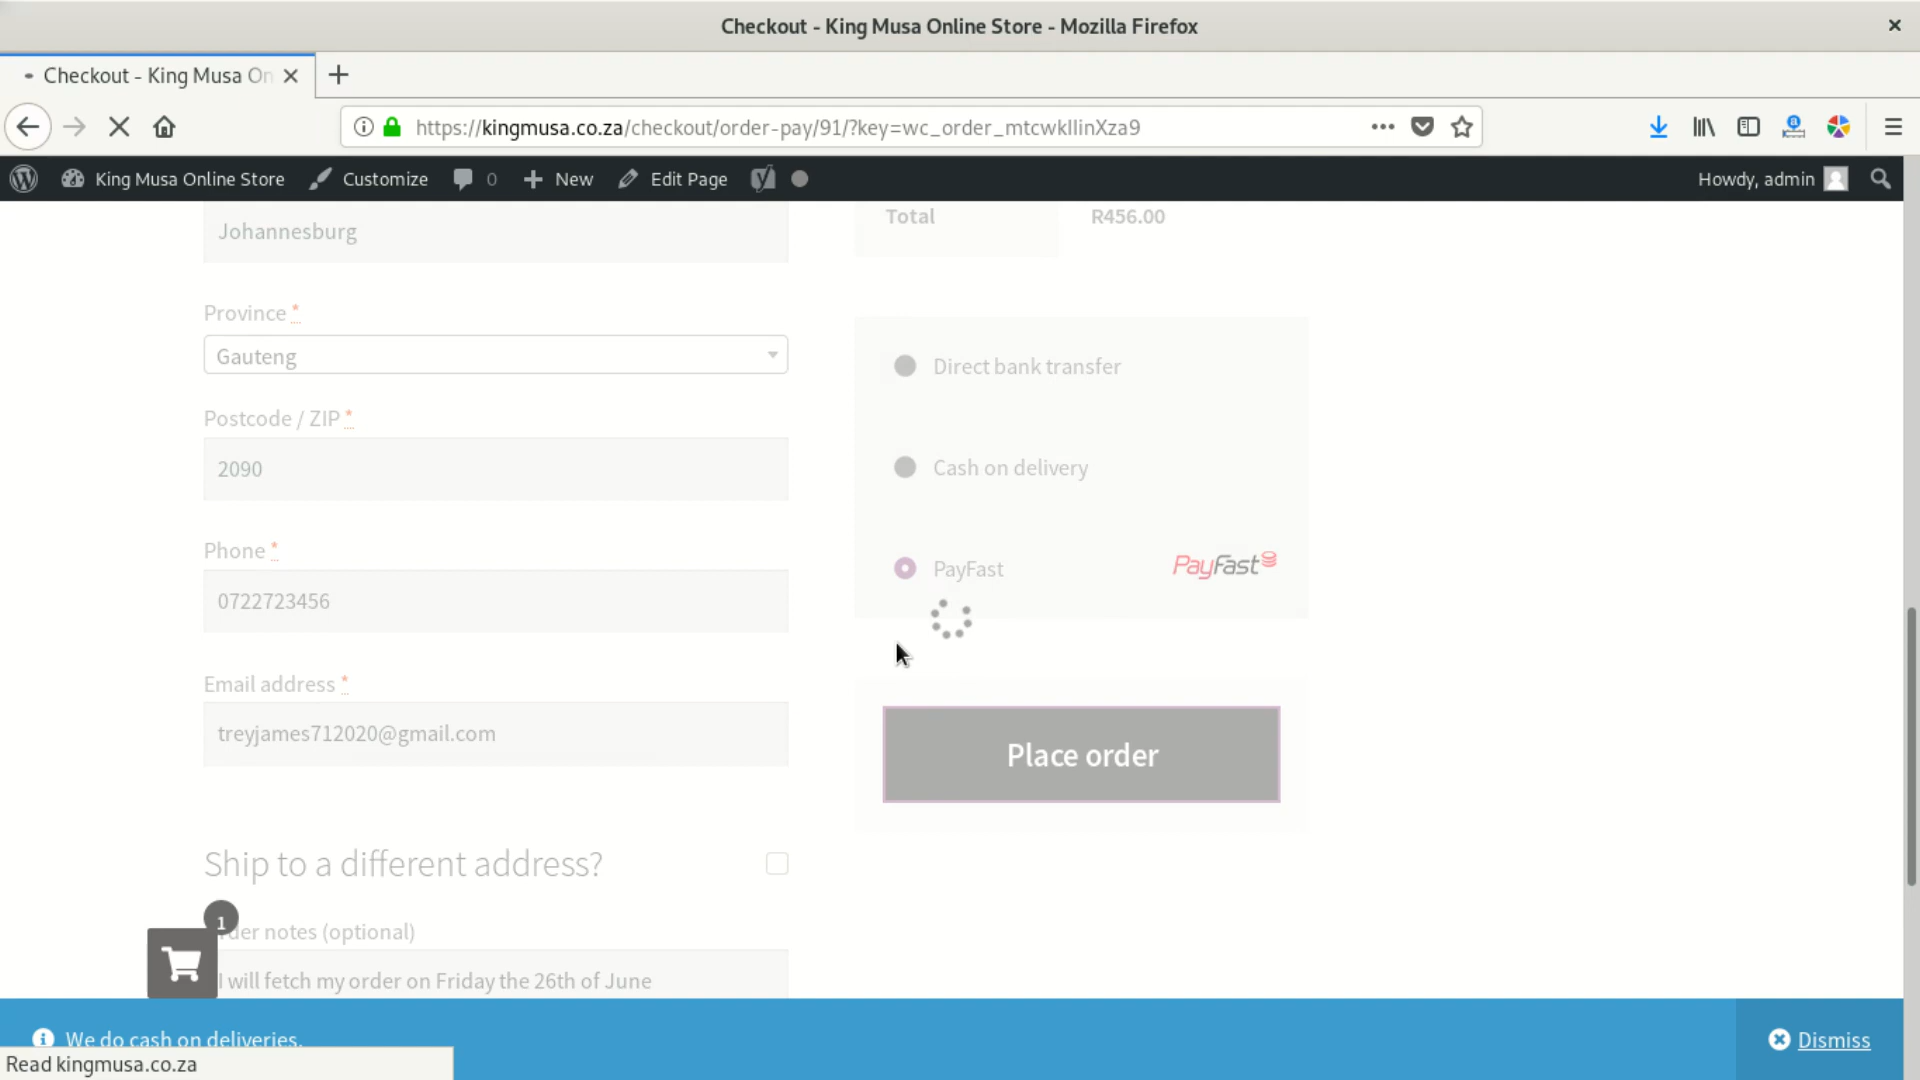 Checkout - King Musa Online Store - Mozilla Firefox
Checkout - King Musa On
https://kingmusa.co.za/checkout/order-pay/91/?key=wc_order_mtcwkllinXza9
King Musa Online Store
Customize
0
New
Edit Page
Howdy, admin
Johannesburg
Total
R456.00
Province *
Gauteng
Direct bank transfer
Postcode / ZIP *
2090
Cash on delivery
Phone *
0722723456
PayFast
PayFast
Email address *
treyjames712020@gmail.com
Place order
Ship to a different address?
1
der notes (optional)
I will fetch my order on Friday the 26th of June
We do cash on deliveries.
Dismiss
Read kingmusa.co.za